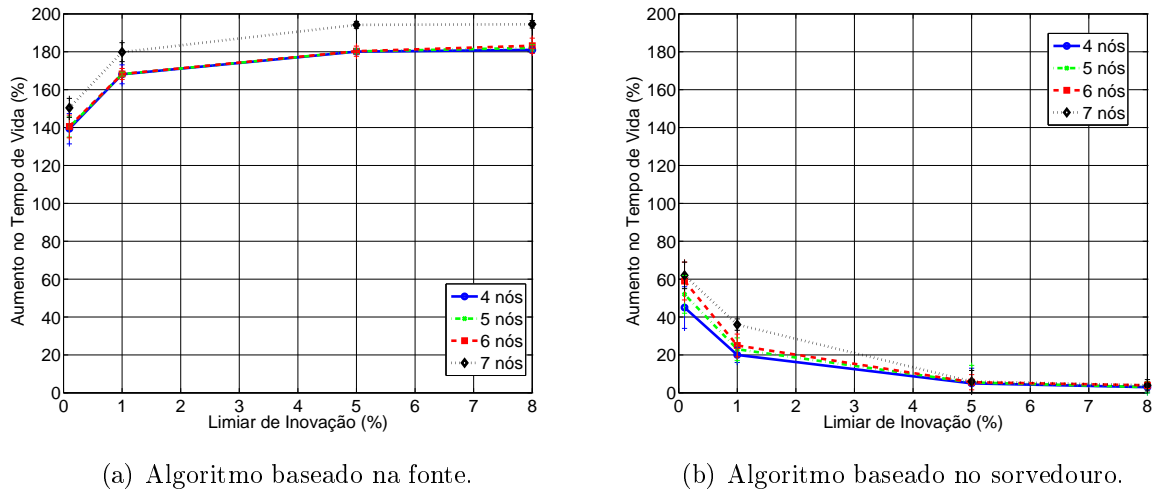 200
180
160
140
120
100
80
60
40
20
0
Aumento no Tempo de Vida (%)
0 1 2 3 4 5 6 7 8
Limiar de Inovação (%)
4 nós
5 nós
6 nós
7 nós
(a) Algoritmo baseado na fonte.
200
180
160
140
120
100
80
60
40
20
0
Aumento no Tempo de Vida (%)
0 1 2 3 4 5 6 7 8
Limiar de Inovação (%)
4 nós
5 nós
6 nós
7 nós
(b) Algoritmo baseado no sorvedouro.